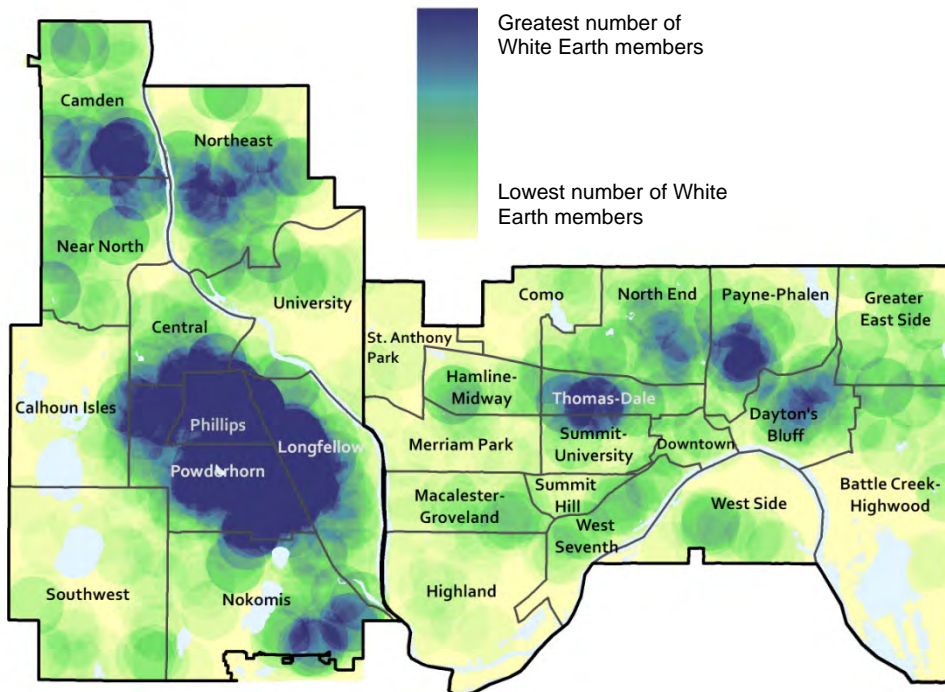 Greatest number of
White Earth members
Lowest number of White
Earth members
Camden
Northeast
Near North
University
Central
Calhoun Isles
Phillips
Longfellow
Powderhorn
Southwest
Nokomis
Como
North End
Payne-Phalen
Greater
East Side
St. Anthony
Park
Hamline-
Midway
Thomas-Dale
Dayton's
Bluff
Merriam Park
Summit-
University
Downtown
Macalester-
Groveland
Summit
Hill
West Side
Battle Creek-
Highwood
West
Seventh
Highland